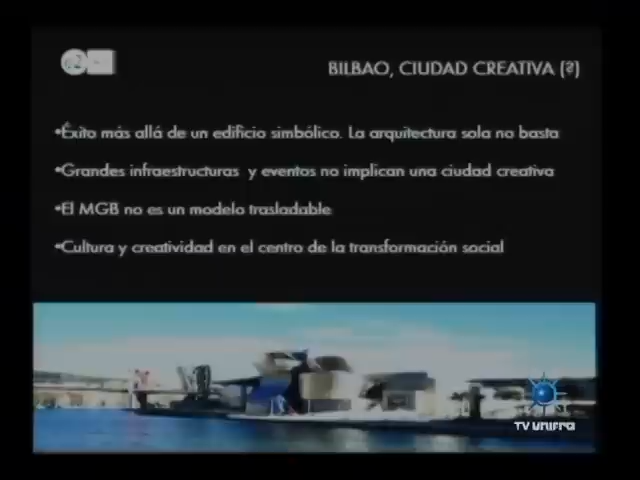 BILBAO, CIUDAD CREATIVA (?)
•Éxito más allá de un edificio simbólico. La arquitectura sola no basta
•Grandes infraestructuras y eventos no implican una ciudad creativa
•El MGB no es un modelo trasladable
•Cultura y creatividad en el centro de la transformación social
TV